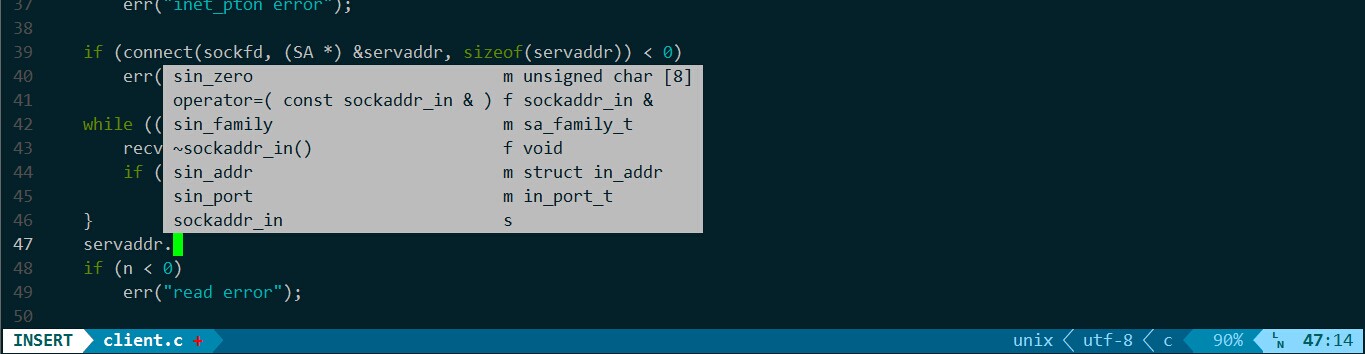 37 err("inet_pton error");
38
39 if (connect(sockfd, (SA *) &servaddr, sizeof(servaddr)) < 0)
40 err( sin_zero m unsigned char [8]
41 operator=( const sockaddr_in & ) f sockaddr_in &
42 while (( sin_family m sa_family_t
43 recv ~sockaddr_in() f void
44 if ( sin_addr m struct in_addr
45 sin_port m in_port_t
46 } sockaddr_in s
47 servaddr.
48 if (n < 0)
49 err("read error");
50
INSERT client.c + unix utf-8 c 90% LN 47:14